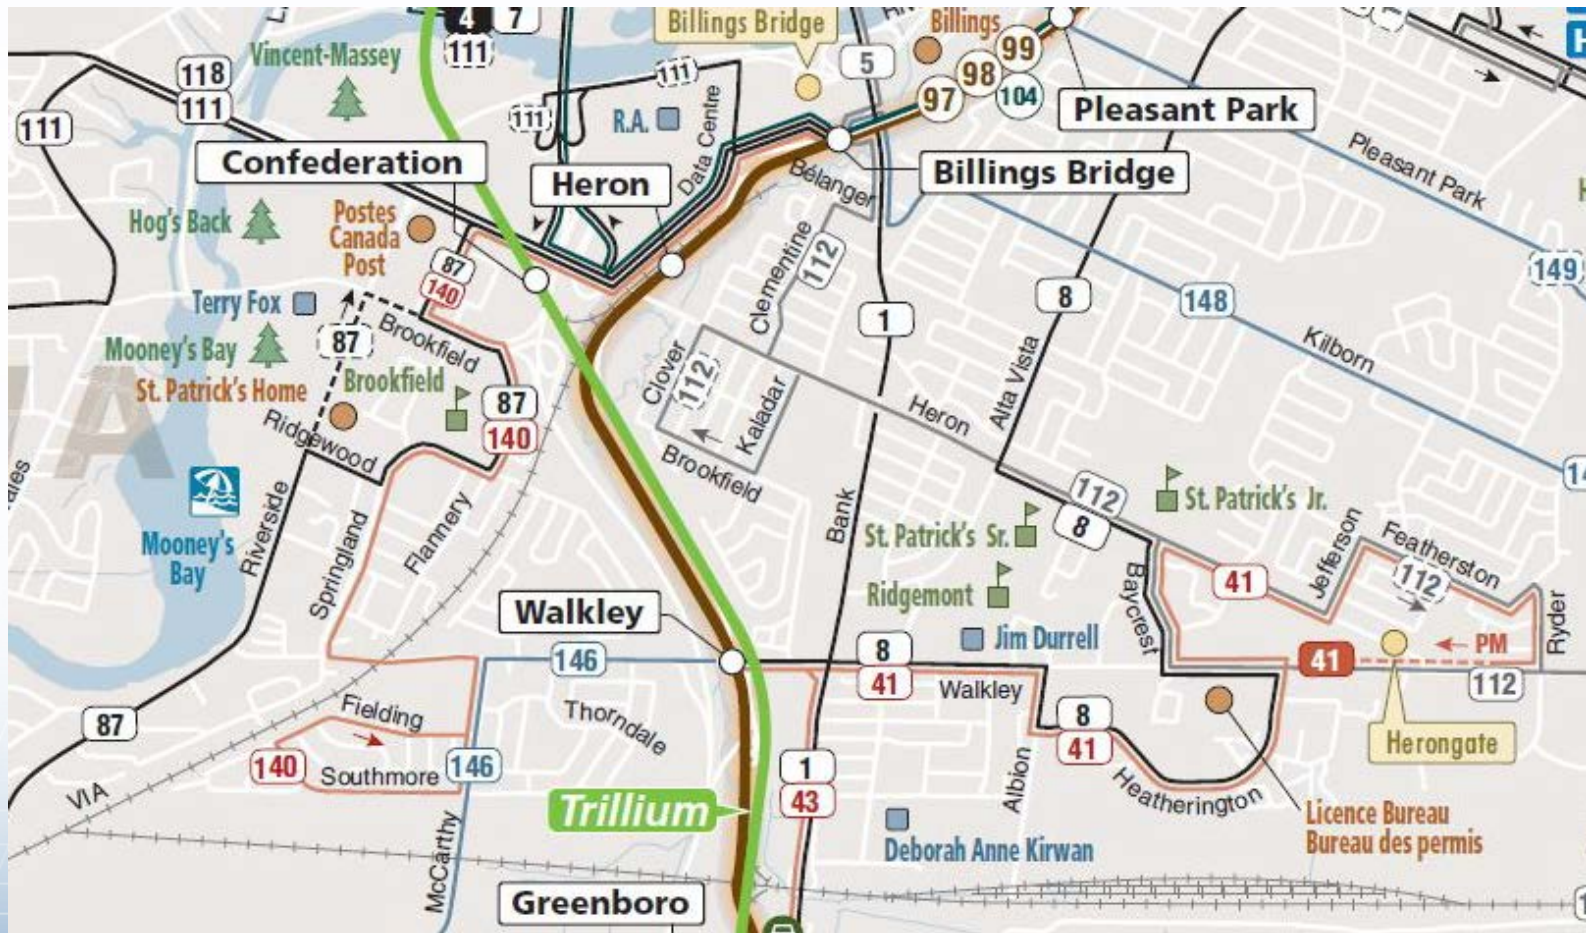 4
7
111
Vincent-Massey
118
111
111
Confederation
111
111
R.A.
Data Centre
Heron
Billings Bridge
5
Billings
99
98
97
104
Pleasant Park
Billings Bridge
Bélanger
Pleasant Park
Hog's Back
Postes
Canada
Post
87
140
Clementine
112
149
Terry Fox
Mooney's Bay
87
Brookfield
St. Patrick's Home
Brookfield
Ridgewood
87
140
Clover
112
Kaladar
Brookfield
1
8
148
Kilborn
Alta Vista
Heron
Mooney's
Bay
Riverside
Springland
Flannery
Bank
112
8
St. Patrick's Jr.
St. Patrick's Sr.
Ridgemont
Jim Durrell
Baycrest
41
Jefferson
Featherston
112
Ryder
PM
41
112
Walkley
146
8
41
Walkley
Fielding
Thorndale
87
140
Southmore
146
VIA
McCarthy
Trillium
1
43
Albion
8
41
Heatherington
Herongate
Licence Bureau
Bureau des permis
Deborah Anne Kirwan
Greenboro